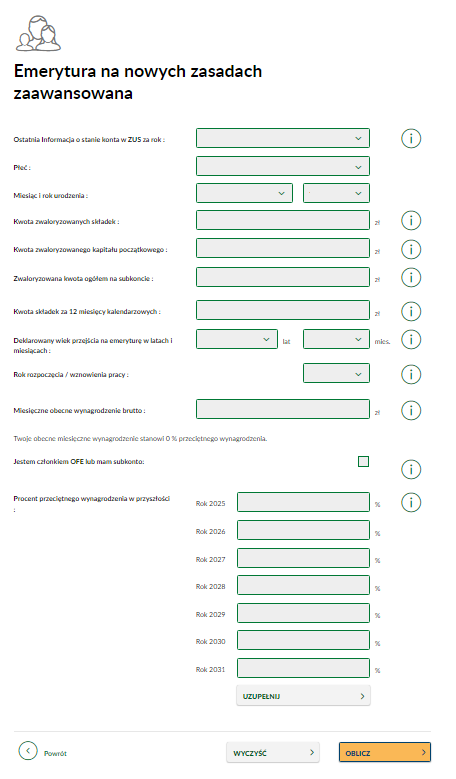 Emerytura na nowych zasadach
zaawansowana
Ostatnia Informacja o stanie konta w ZUS za rok :
Płeć :
Miesiąc i rok urodzenia :
Kwota zwaloryzowanych składek :
zł
Kwota zwaloryzowanego kapitału początkowego :
zł
Zwaloryzowana kwota ogółem na subkoncie :
zł
Kwota składek za 12 miesięcy kalendarzowych :
zł
Deklarowany wiek przejścia na emeryturę w latach i
miesiącach :
lat
mies.
Rok rozpoczęcia / wznowienia pracy :
Miesięczne obecne wynagrodzenie brutto :
zł
Twoje obecne miesięczne wynagrodzenie stanowi 0 % przeciętnego wynagrodzenia.
Jestem członkiem OFE lub mam subkonto:
Procent przeciętnego wynagrodzenia w przyszłości
:
Rok 2025 %
Rok 2026 %
Rok 2027 %
Rok 2028 %
Rok 2029 %
Rok 2030 %
Rok 2031 %
UZUPEŁNIJ
Powrót
WYCZYŚĆ
OBLICZ